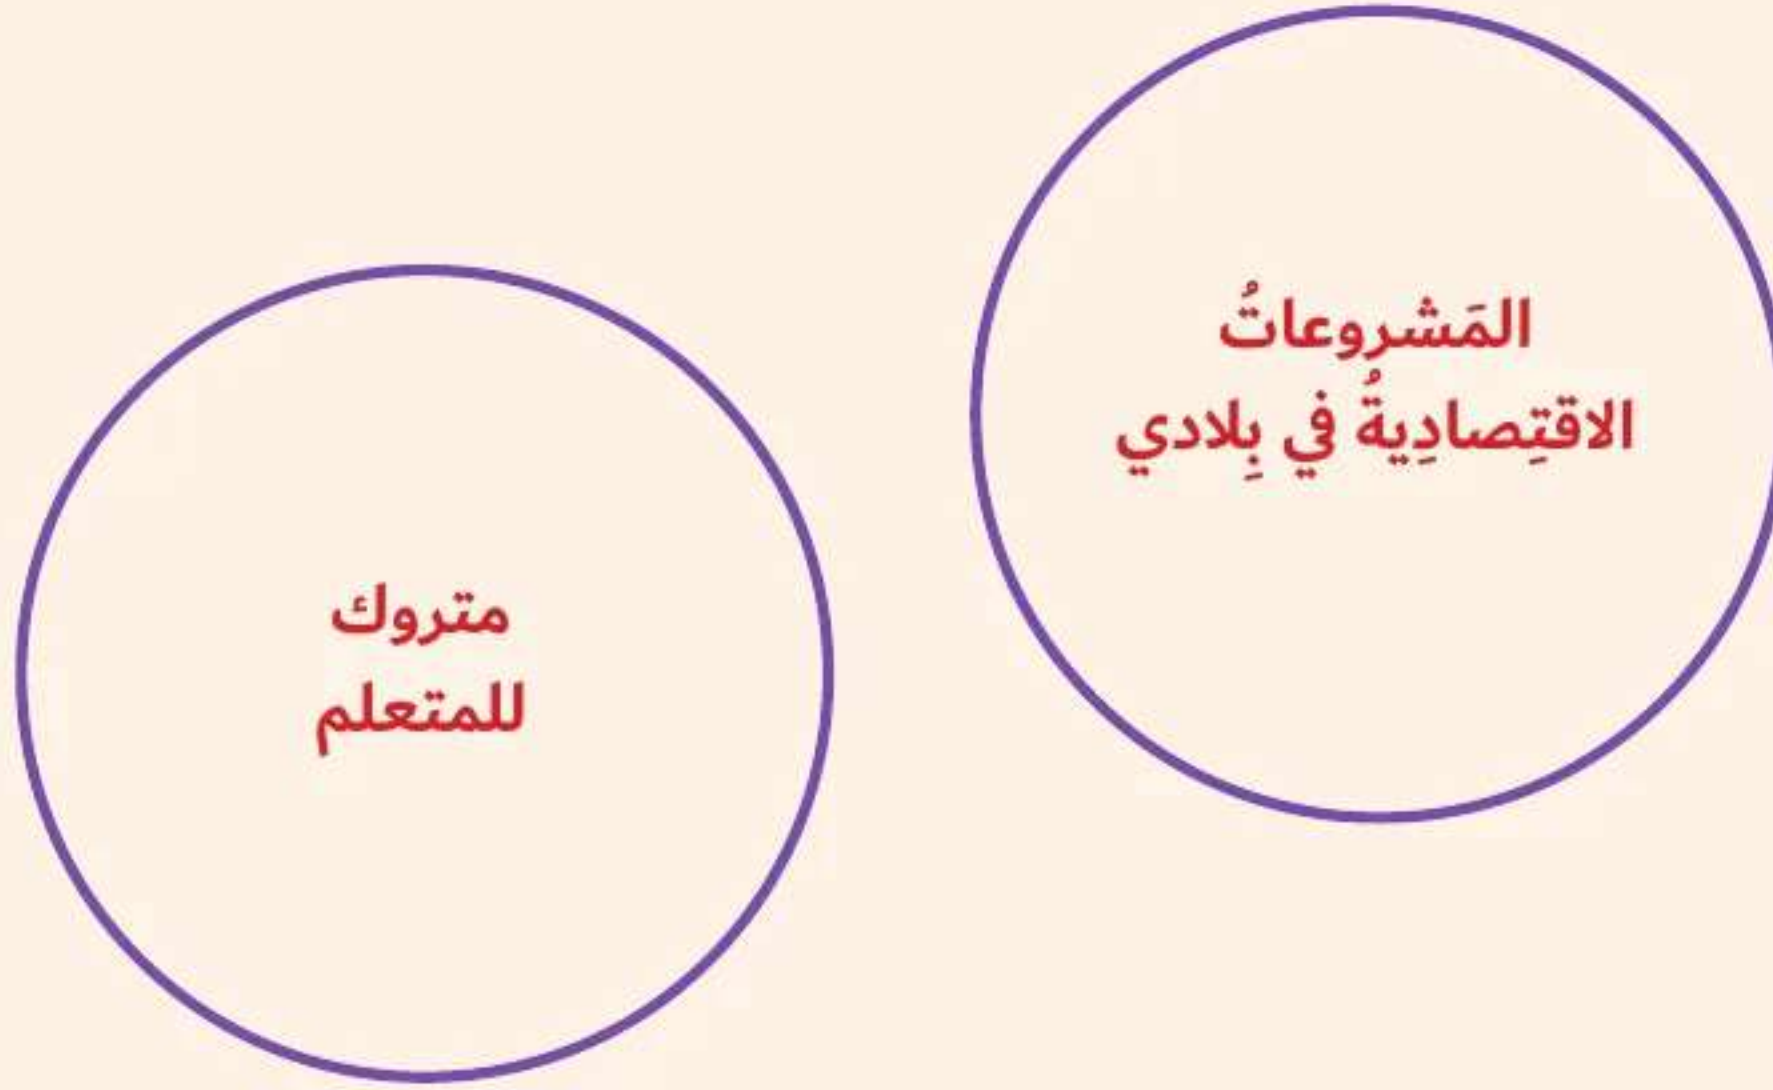 المَشروعاتُ
الاقتِصادِيةُ في بِلادي
متروك
للمتعلم